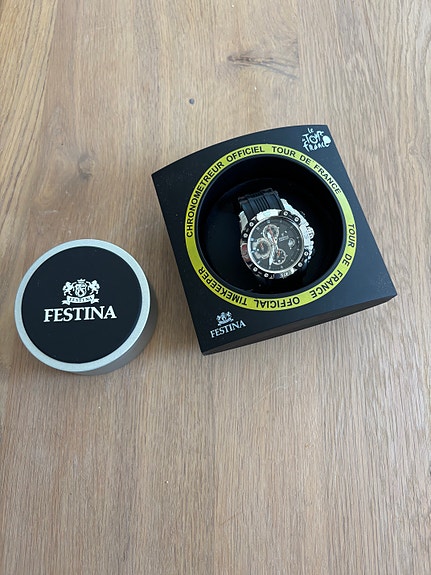 le
TOUR
de
France
CHRONOMETREUR OFFICIEL TOUR DE FRANCE
TOUR DE FRANCE OFFICIAL TIMEKEEPER
FESTINA
FESTINA